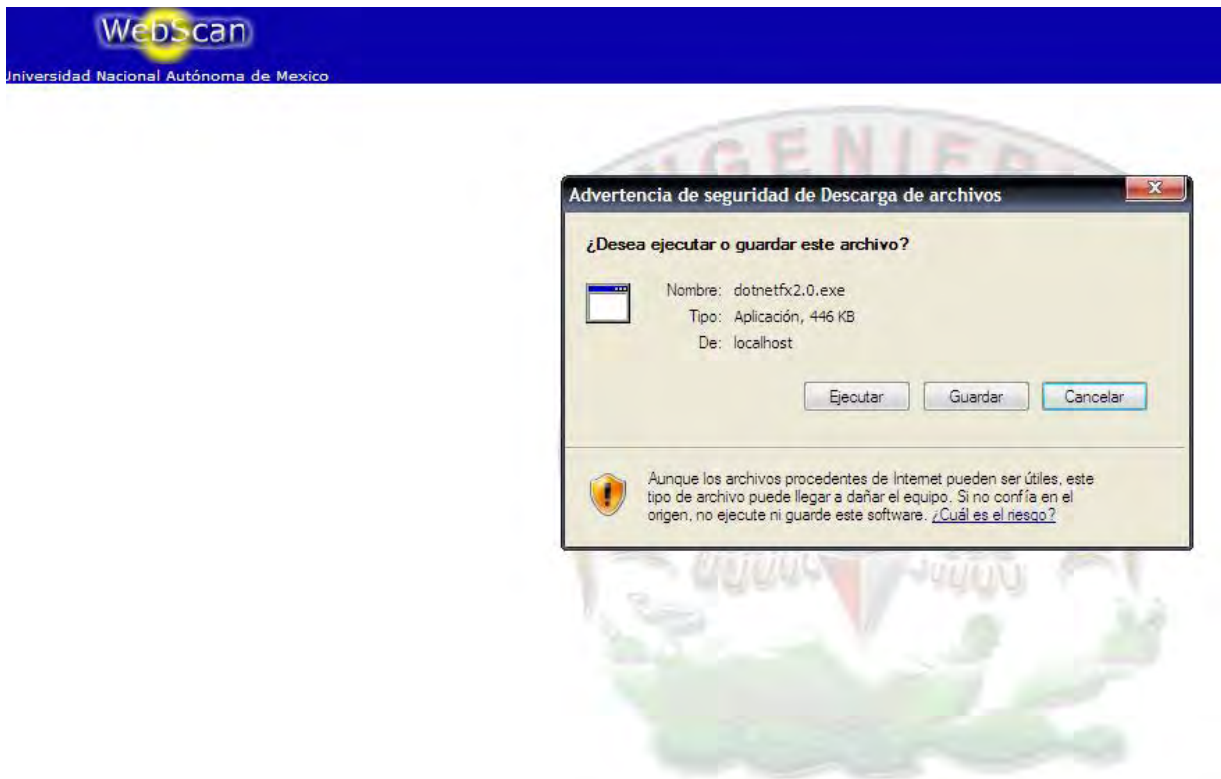 WebScan
Universidad Nacional Autónoma de Mexico
NGENIER
Advertencia de seguridad de Descarga de archivos
¿Desea ejecutar o guardar este archivo?
Nombre: dotnetfx2.0.exe
Tipo: Aplicación, 446 KB
De: localhost
Ejecutar Guardar Cancelar
Aunque los archivos procedentes de Internet pueden ser útiles, este
tipo de archivo puede llegar a dañar el equipo. Si no confía en el
origen, no ejecute ni guarde este software. ¿Cuál es el riesgo?